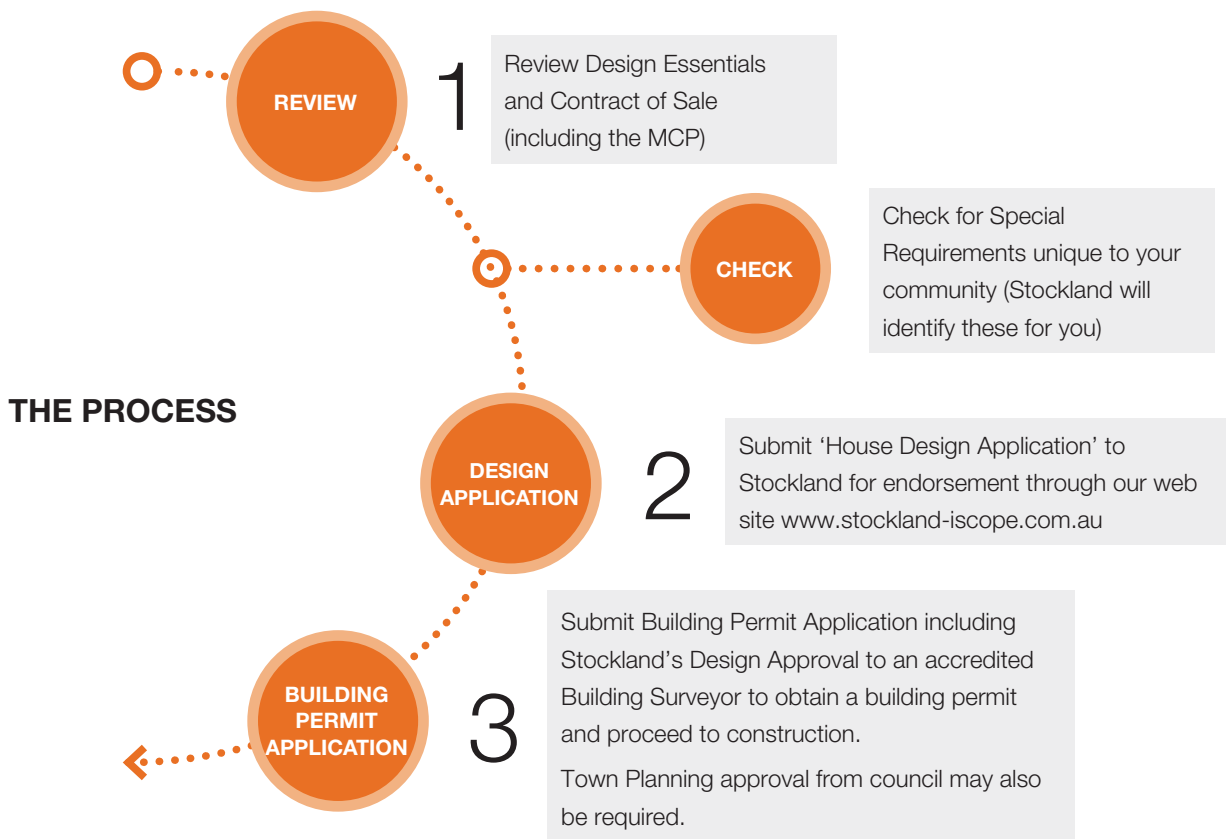 REVIEW
1
Review Design Essentials
and Contract of Sale
(including the MCP)
CHECK
Check for Special
Requirements unique to your
community (Stockland will
identify these for you)
THE PROCESS
DESIGN
APPLICATION
2
Submit ‘House Design Application’ to
Stockland for endorsement through our web
site www.stockland-iscope.com.au
BUILDING
PERMIT
APPLICATION
3
Submit Building Permit Application including
Stockland’s Design Approval to an accredited
Building Surveyor to obtain a building permit
and proceed to construction.
Town Planning approval from council may also
be required.